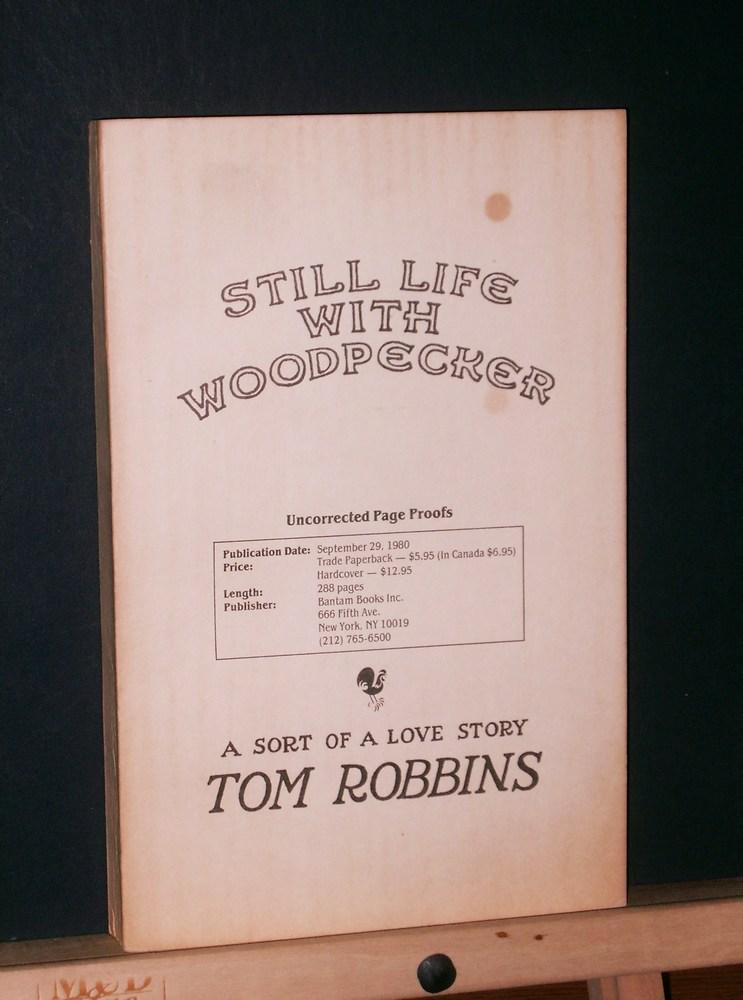 STILL LIFE
WITH
WOODPECKER
Uncorrected Page Proofs
Publication Date: September 29, 1980
Price: Trade Paperback — $5.95 (In Canada $6.95)
Hardcover — $12.95
Length: 288 pages
Publisher: Bantam Books Inc.
666 Fifth Ave.
New York, NY 10019
(212) 765-6500
A SORT OF A LOVE STORY
TOM ROBBINS